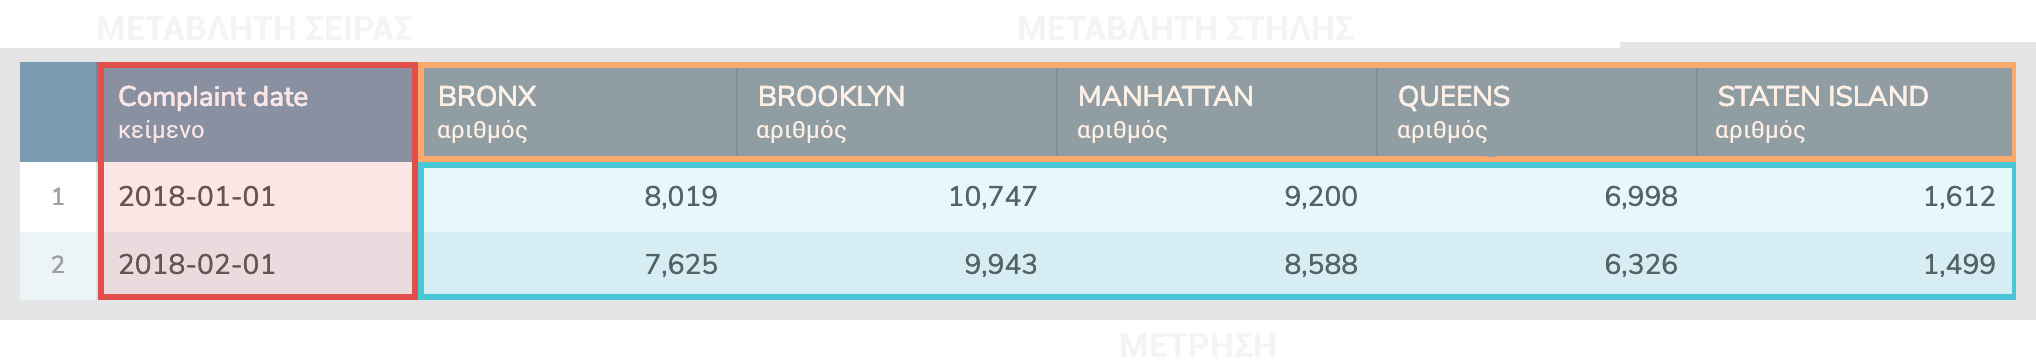 ΜΕΤΑΒΛΗΤΗ ΣΕΙΡΑΣ ΜΕΤΑΒΛΗΤΗ ΣΤΗΛΗΣ
Complaint date BRONX BROOKLYN MANHATTAN QUEENS STATEN ISLAND
κείμενο αριθμός αριθμός αριθμός αριθμός αριθμός
1 2018-01-01 8,019 10,747 9,200 6,998 1,612
2 2018-02-01 7,625 9,943 8,588 6,326 1,499
ΜΕΤΡΗΣΗ